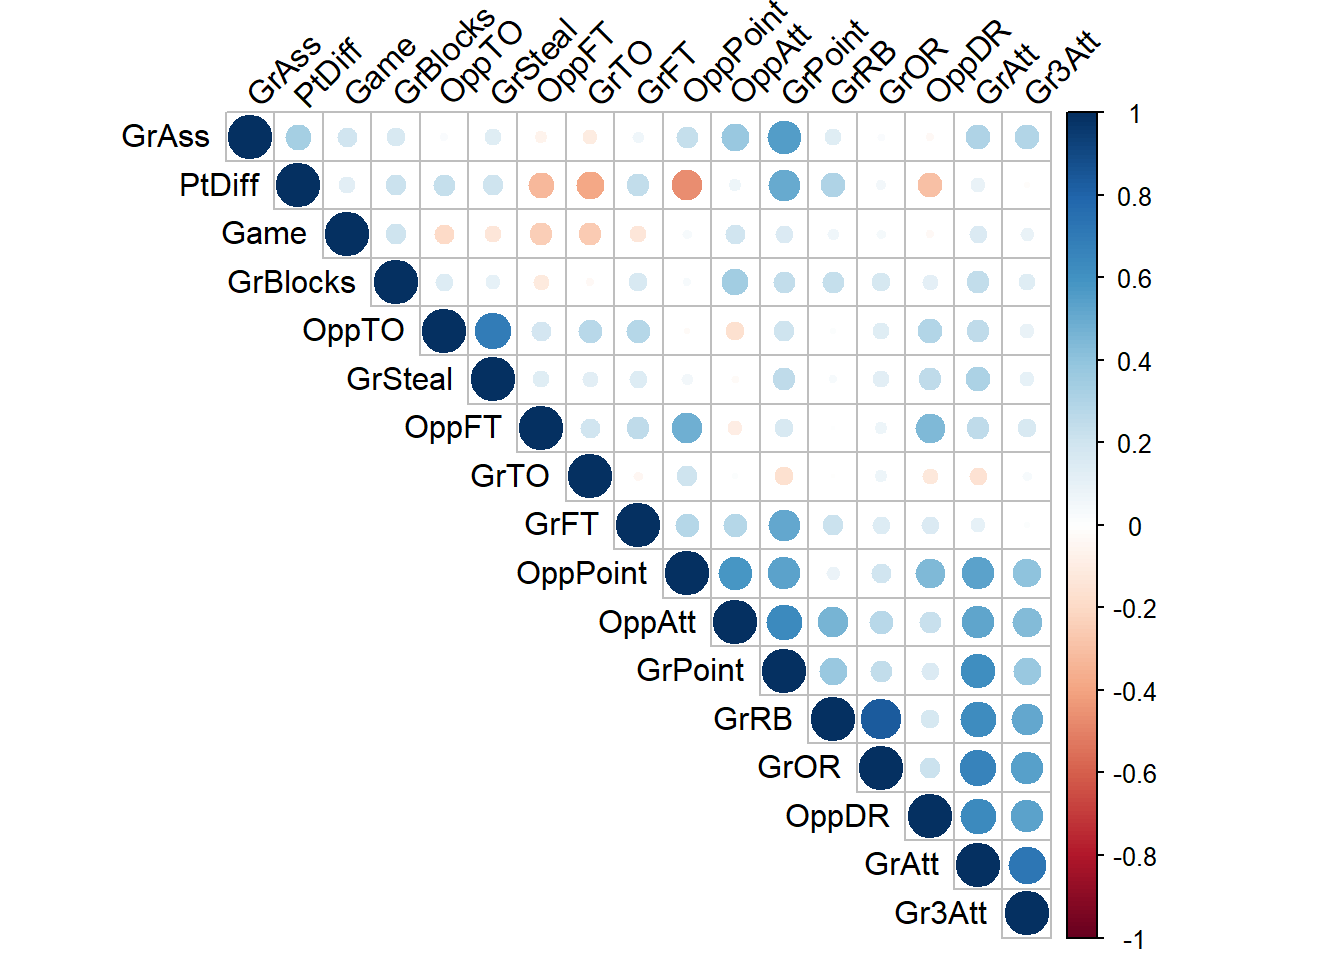 GrAss
PtDiff
Game
GrBlocks
OppTO
GrSteal
OppFT
GrTO
GrFT
OppPoint
OppAtt
GrPoint
GrRB
GrOR
OppDR
GrAtt
Gr3Att
GrAss
PtDiff
Game
GrBlocks
OppTO
GrSteal
OppFT
GrTO
GrFT
OppPoint
OppAtt
GrPoint
GrRB
GrOR
OppDR
GrAtt
Gr3Att
1
0.8
0.6
0.4
0.2
0
-0.2
-0.4
-0.6
-0.8
-1